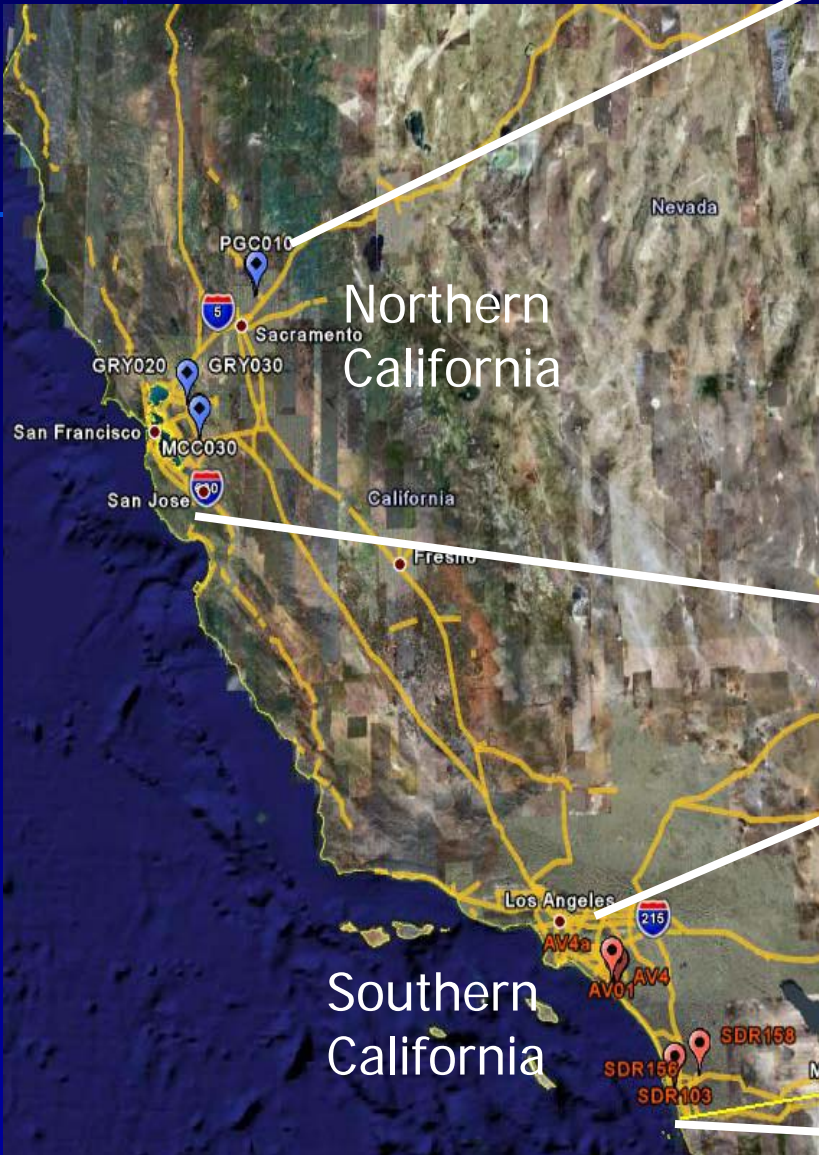 Nevada
PGC010
5
Northern
California
Sacramento
GRY020
GRY030
San Francisco
MCC030
San Jose
California
Fresno
Los Angeles
215
AV4a
AV4
AV01
Southern
California
SDR158
SDR156
SDR103
M